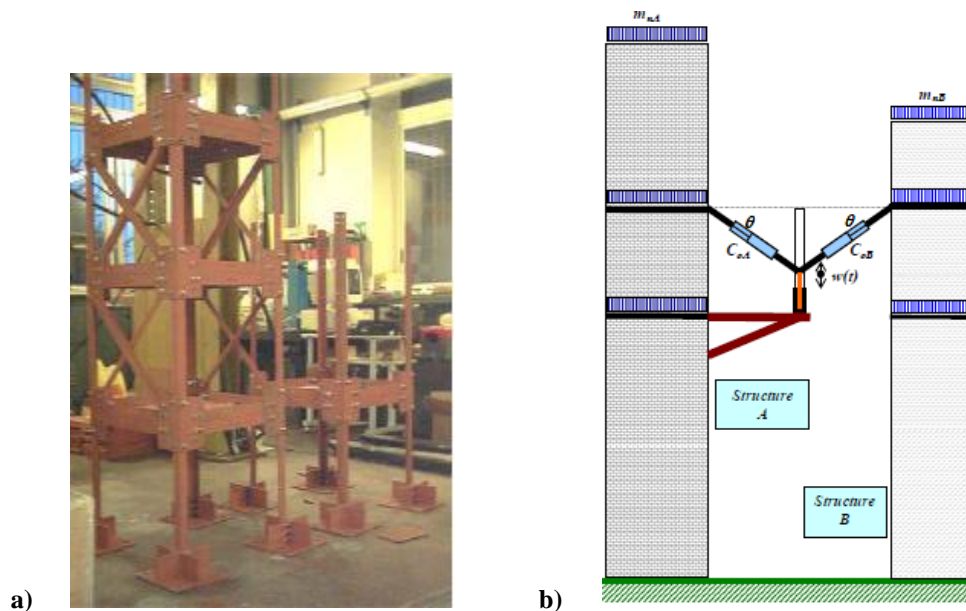 m_nA
m_nB
θ
θ
C_oA
C_oB
w(t)
Structure
A
Structure
B
a)
b)